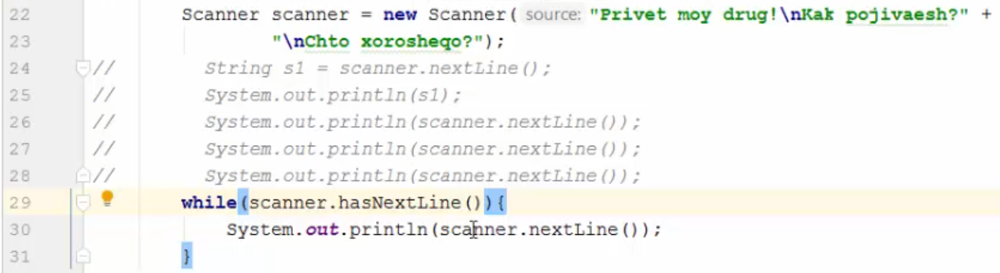 22 Scanner scanner = new Scanner( source: "Privet moy drug!\nKak pojivaesh?" +
23 "\nChto xorosheqo?");
24 // String s1 = scanner.nextLine();
25 // System.out.println(s1);
26 // System.out.println(scanner.nextLine());
27 // System.out.println(scanner.nextLine());
28 // System.out.println(scanner.nextLine());
29 while(scanner.hasNextLine()){
30 System.out.println(scanner.nextLine());
31 }